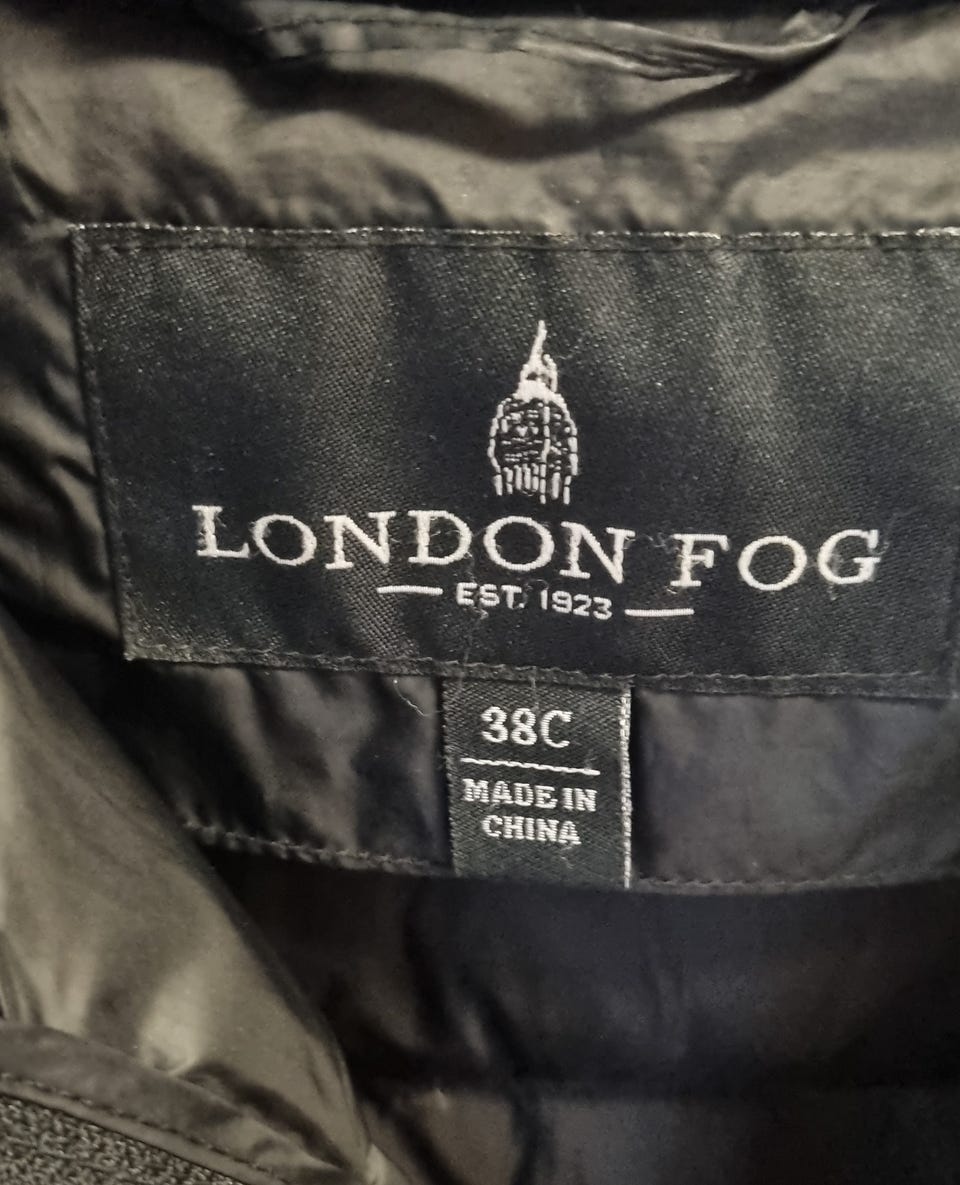 LONDON FOG
EST. 1923
38C
MADE IN
CHINA